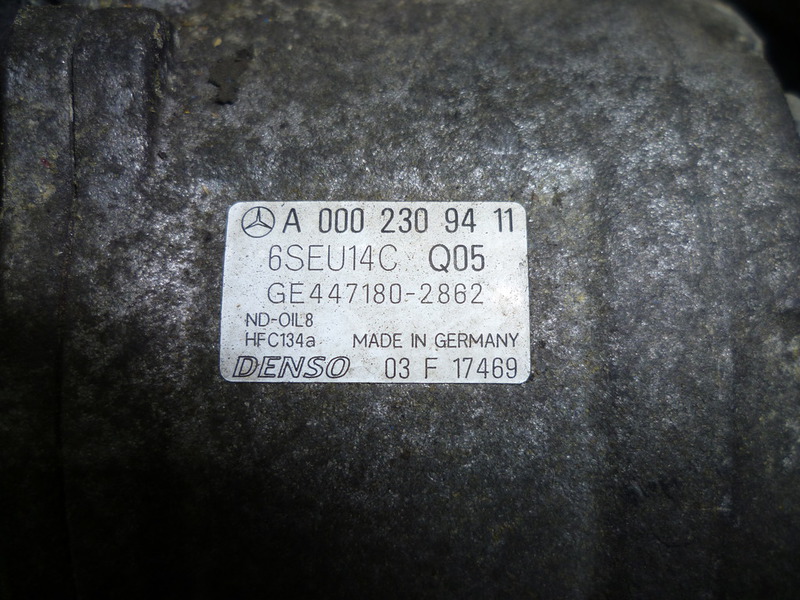 A 000 230 94 11
6SEU14C Q05
GE447180-2862
ND-OIL8
HFC134a MADE IN GERMANY
DENSO 03 F 17469